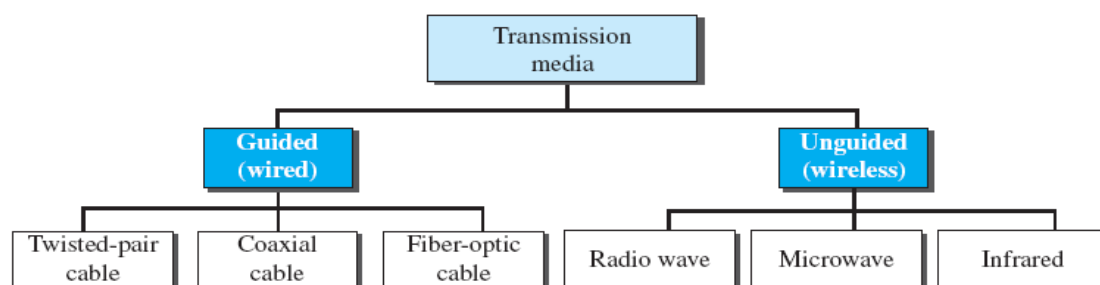 Transmission
media
Guided
(wired)
Unguided
(wireless)
Twisted-pair
cable
Coaxial
cable
Fiber-optic
cable
Radio wave
Microwave
Infrared